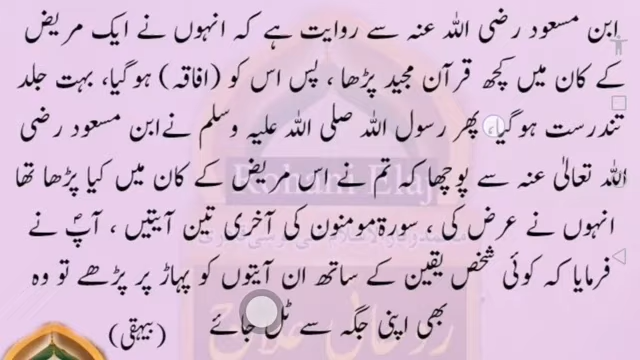 ابن مسعود رضی اللہ عنہ سے روایت ہے کہ انہوں نے ایک مریض
کے کان میں کچھ قرآن مجید پڑھا، پس اس کو (افاقہ) ہوگیا، بہت جلد
تندرست ہوگیا، پھر رسول اللہ صلی اللہ علیہ وسلم نے ابن مسعود رضی
اللہ تعالیٰ عنہ سے پوچھا کہ تم نے اس مریض کے کان میں کیا پڑھا تھا
Rohani Elaj
انہوں نے عرض کی، سورۃ مومنون کی آخری تین آیتیں، آپؐ نے
فرمایا کہ کوئی شخص یقین کے ساتھ ان آیتوں کو پہاڑ پر پڑھے تو وہ
روحانی علاج
بھی اپنی جگہ سے ٹل جائے (بیہقی)